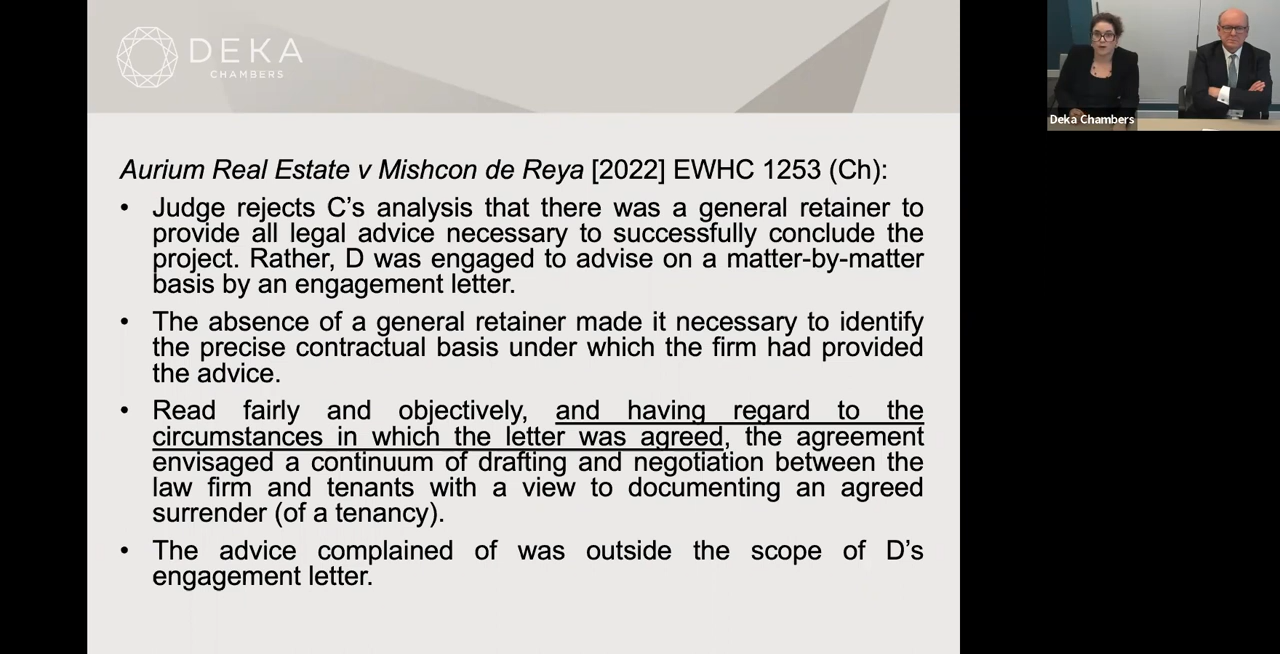 DEKA
CHAMBERS
Deka Chambers
Aurium Real Estate v Mishcon de Reya [2022] EWHC 1253 (Ch):
• Judge rejects C’s analysis that there was a general retainer to
provide all legal advice necessary to successfully conclude the
project. Rather, D was engaged to advise on a matter-by-matter
basis by an engagement letter.
• The absence of a general retainer made it necessary to identify
the precise contractual basis under which the firm had provided
the advice.
• Read fairly and objectively, and having regard to the
circumstances in which the letter was agreed, the agreement
envisaged a continuum of drafting and negotiation between the
law firm and tenants with a view to documenting an agreed
surrender (of a tenancy).
• The advice complained of was outside the scope of D’s
engagement letter.